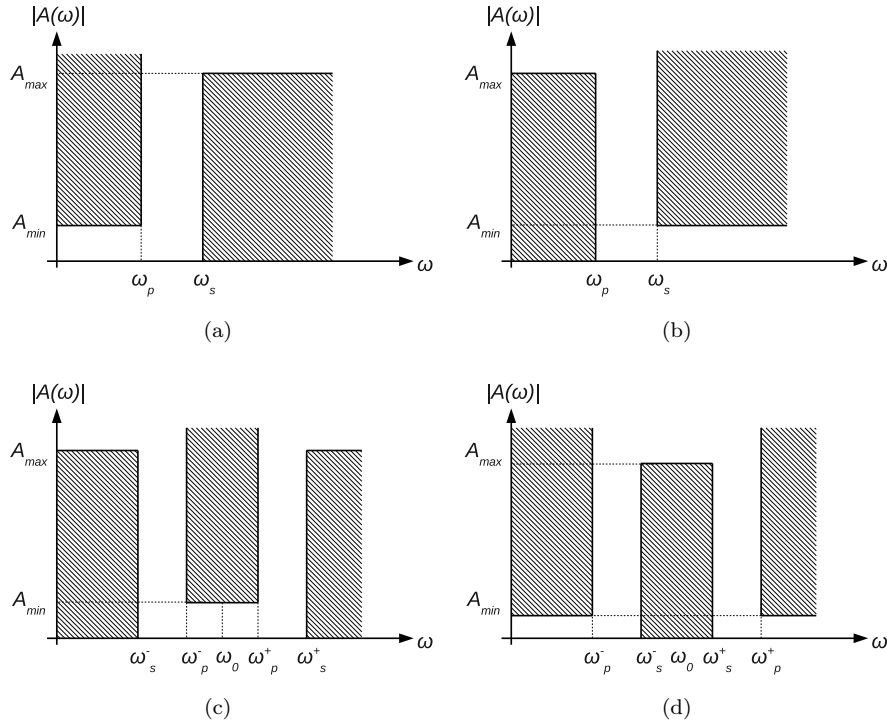 |A(ω)|
A_max
A_min
ω_p ω_s ω
(a)
|A(ω)|
A_max
A_min
ω_p ω_s ω
(b)
|A(ω)|
A_max
A_min
ω⁻_s ω⁻_p ω_0 ω⁺_p ω⁺_s ω
(c)
|A(ω)|
A_max
A_min
ω⁻_p ω⁻_s ω_0 ω⁺_s ω⁺_p ω
(d)